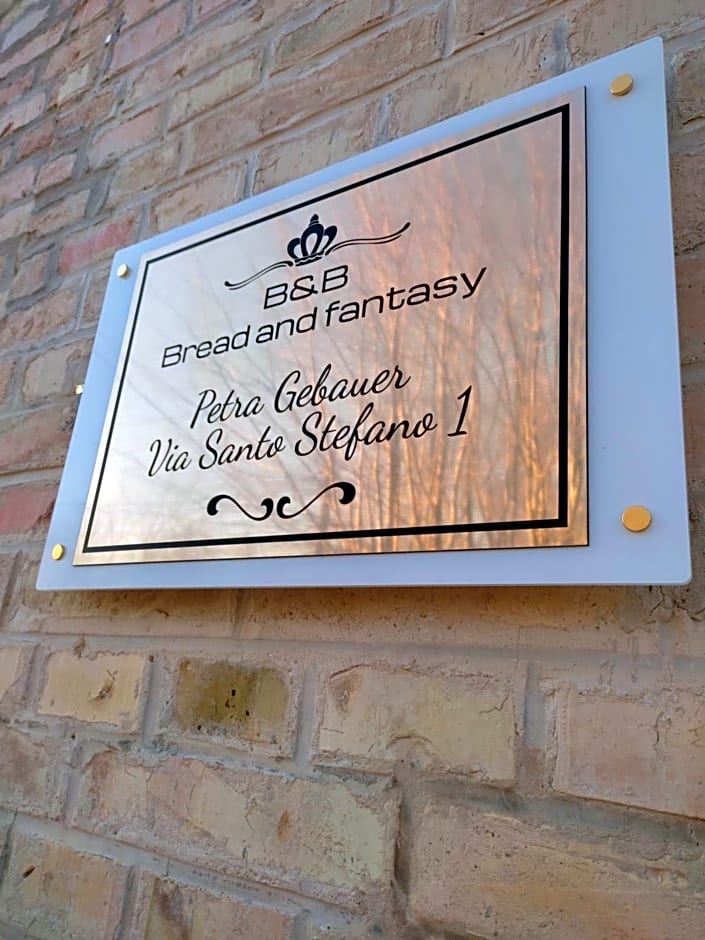 B&B
Bread and fantasy
Petra Gebauer
Via Santo Stefano 1